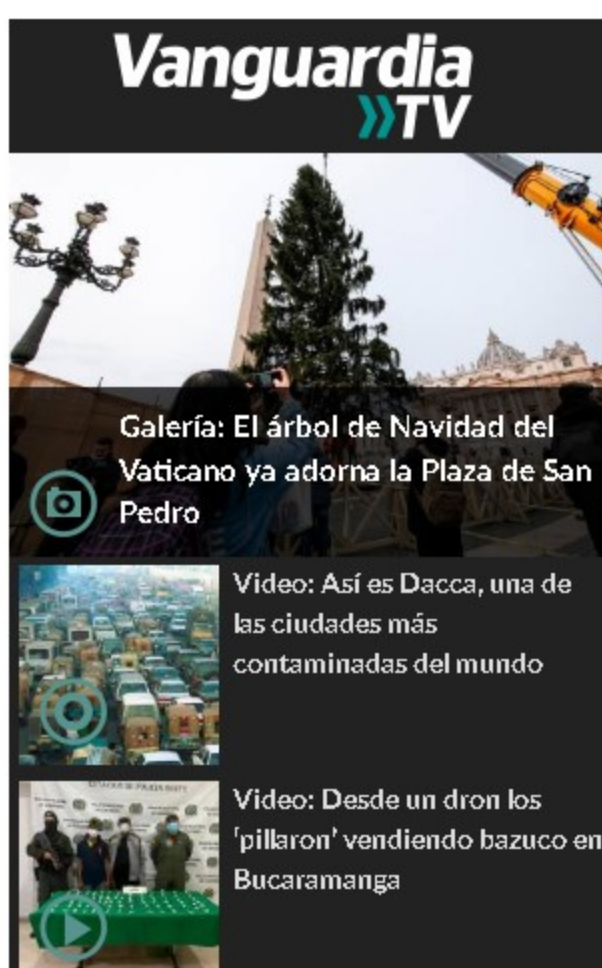 Vanguardia
TV
Galería: El árbol de Navidad del
Vaticano ya adorna la Plaza de San
Pedro
Video: Así es Dacca, una de
las ciudades más
contaminadas del mundo
Video: Desde un dron los
'pillaron' vendiendo bazuco en
Bucaramanga